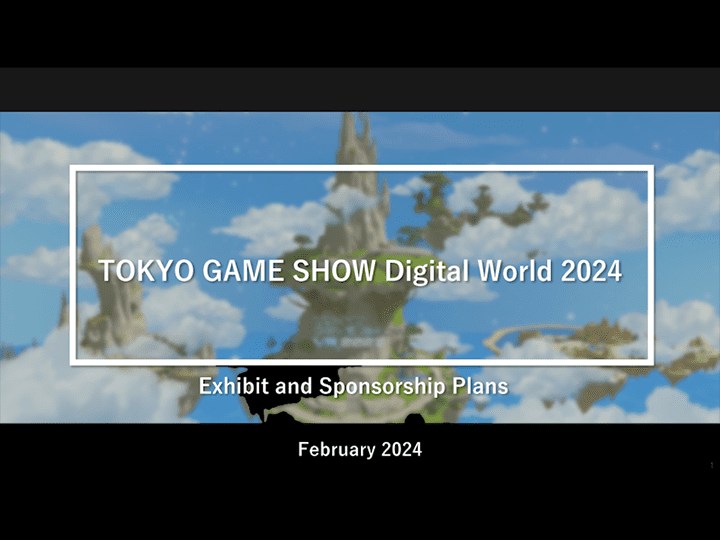 TOKYO GAME SHOW Digital World 2024
Exhibit and Sponsorship Plans
February 2024
1